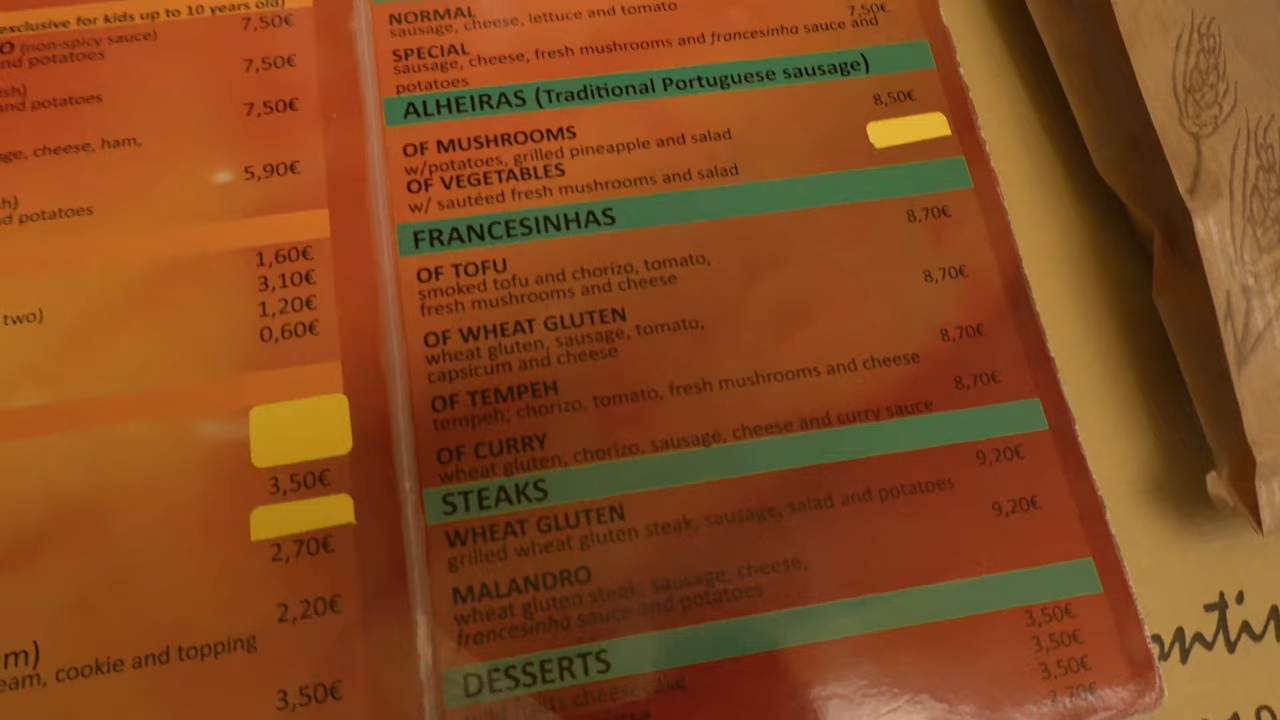 exclusive for kids up to 10 years old)
7,50€
O (non-spicy sauce)
nd potatoes
7,50€
sh)
and potatoes
7,50€
ge, cheese, ham,
5,90€
h)
d potatoes
1,60€
3,10€
two)
1,20€
0,60€
3,50€
2,70€
2,20€
m)
eam, cookie and topping
3,50€
NORMAL
sausage, cheese, lettuce and tomato
7,50€
SPECIAL
sausage, cheese, fresh mushrooms and francesinha sauce and
potatoes
ALHEIRAS (Traditional Portuguese sausage)
8,50€
OF MUSHROOMS
w/potatoes, grilled pineapple and salad
OF VEGETABLES
w/ sautéed fresh mushrooms and salad
FRANCESINHAS
8,70€
OF TOFU
smoked tofu and chorizo, tomato,
fresh mushrooms and cheese
8,70€
OF WHEAT GLUTEN
wheat gluten, sausage, tomato,
capsicum and cheese
8,70€
OF TEMPEH
tempeh, chorizo, tomato, fresh mushrooms and cheese
8,70€
OF CURRY
wheat gluten, chorizo, sausage, cheese and curry sauce
STEAKS
9,20€
WHEAT GLUTEN
grilled wheat gluten steak, sausage, salad and potatoes
9,20€
MALANDRO
wheat gluten steak, sausage, cheese,
francesinha sauce and potatoes
DESSERTS
3,50€
3,50€
3,50€
2,70€